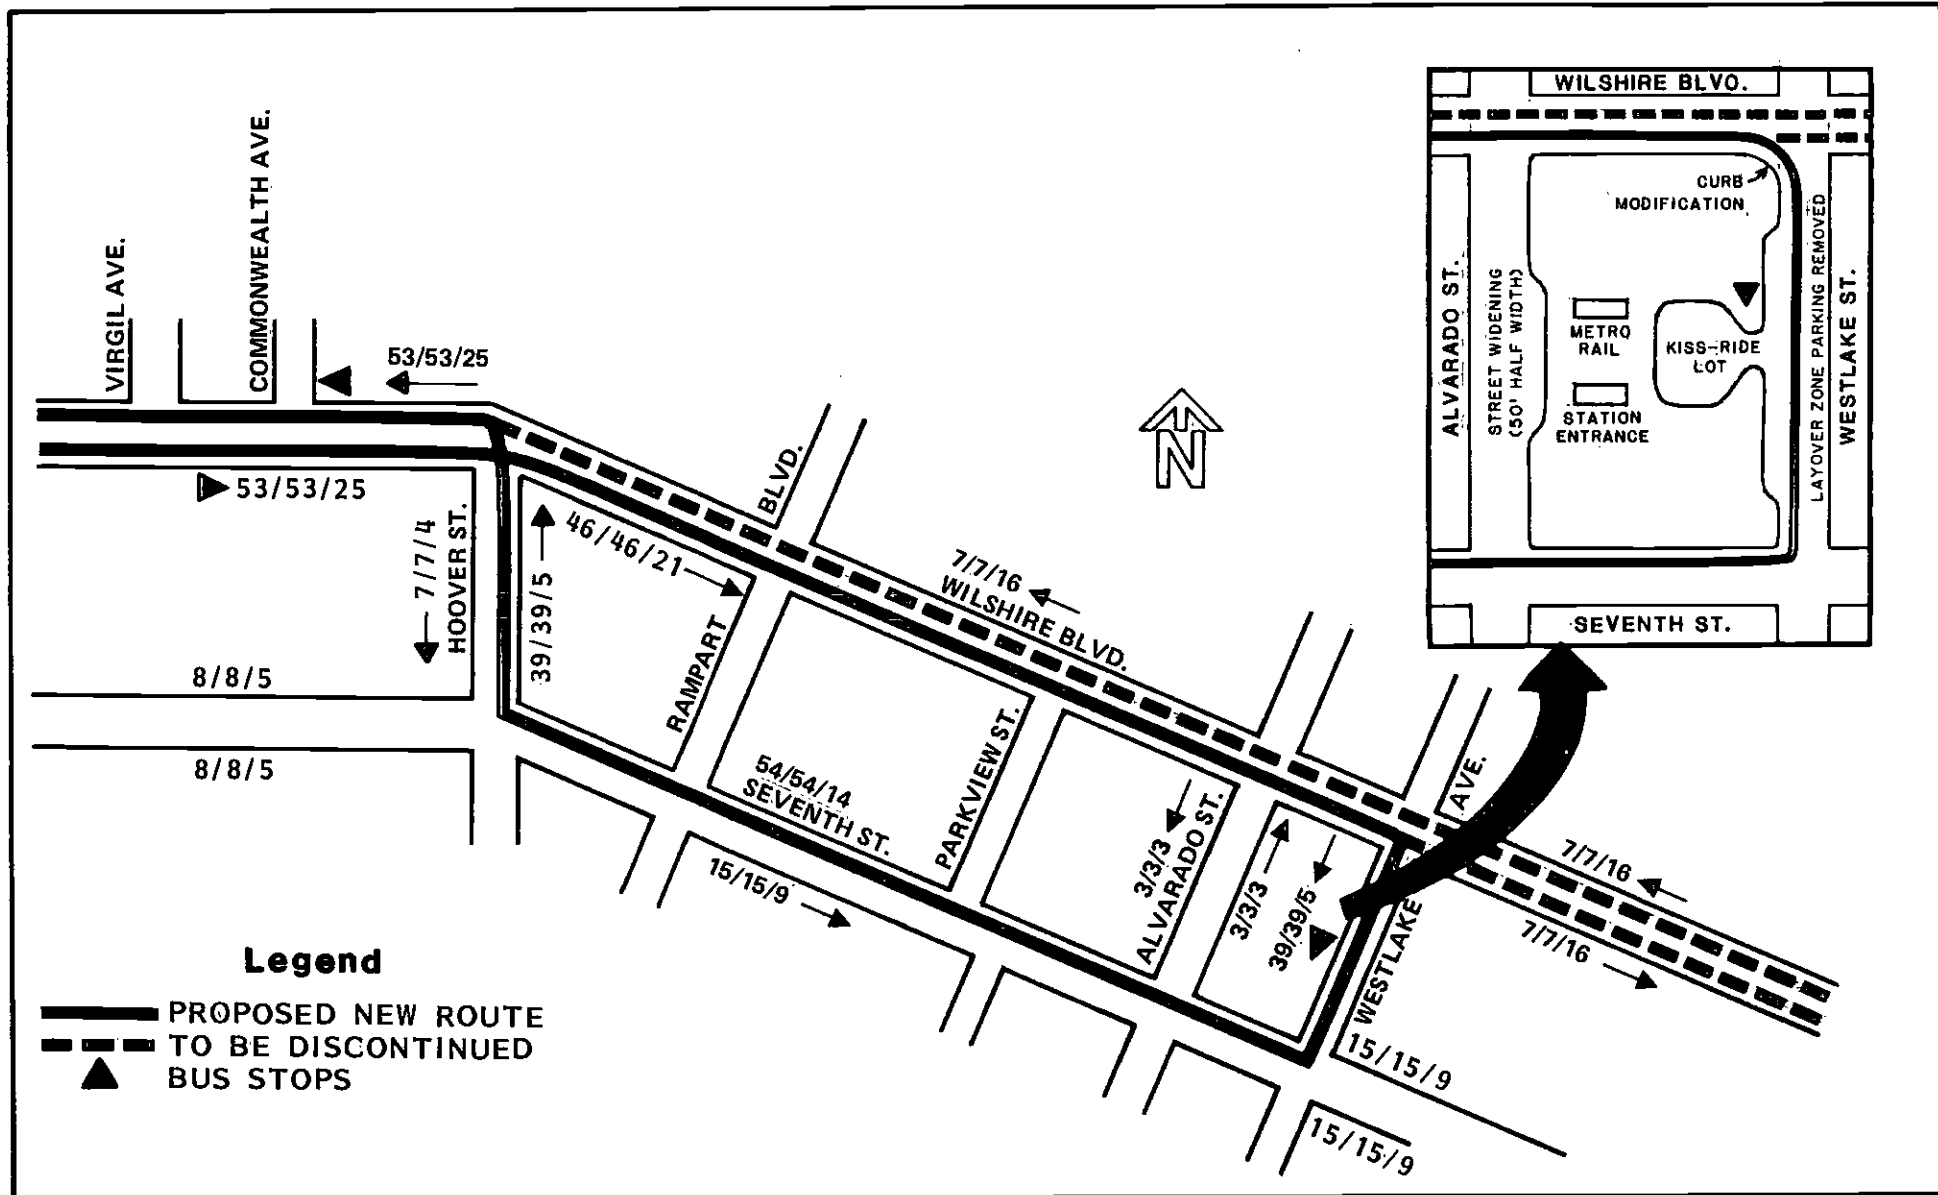 WILSHIRE BLVD.
CURB
MODIFICATION
ALVARADO ST.
STREET WIDENING
(50' HALF WIDTH)
METRO
RAIL
STATION
ENTRANCE
KISS-RIDE
LOT
LAYOVER ZONE PARKING REMOVED
WESTLAKE ST.
SEVENTH ST.
VIRGIL AVE.
COMMONWEALTH AVE.
53/53/25
53/53/25
7/7/4
HOOVER ST.
39/39/5
46/46/21
RAMPART
BLVD.
7/7/16
WILSHIRE BLVD.
N
8/8/5
8/8/5
54/54/14
SEVENTH ST.
15/15/9
PARKVIEW ST.
3/3/3
ALVARADO ST.
3/3/3
39/39/5
WESTLAKE
AVE.
7/7/16
7/7/16
15/15/9
15/15/9
Legend
PROPOSED NEW ROUTE
TO BE DISCONTINUED
BUS STOPS